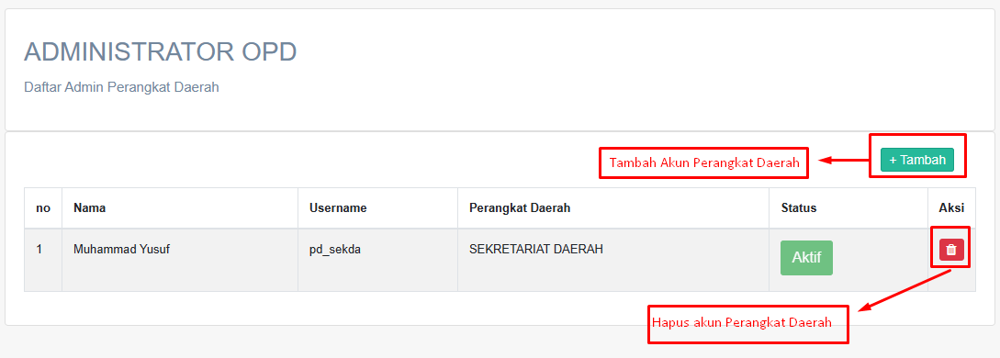 ADMINISTRATOR OPD
Daftar Admin Perangkat Daerah
Tambah Akun Perangkat Daerah
+ Tambah
no Nama Username Perangkat Daerah Status Aksi
1 Muhammad Yusuf pd_sekda SEKRETARIAT DAERAH Aktif
Hapus akun Perangkat Daerah